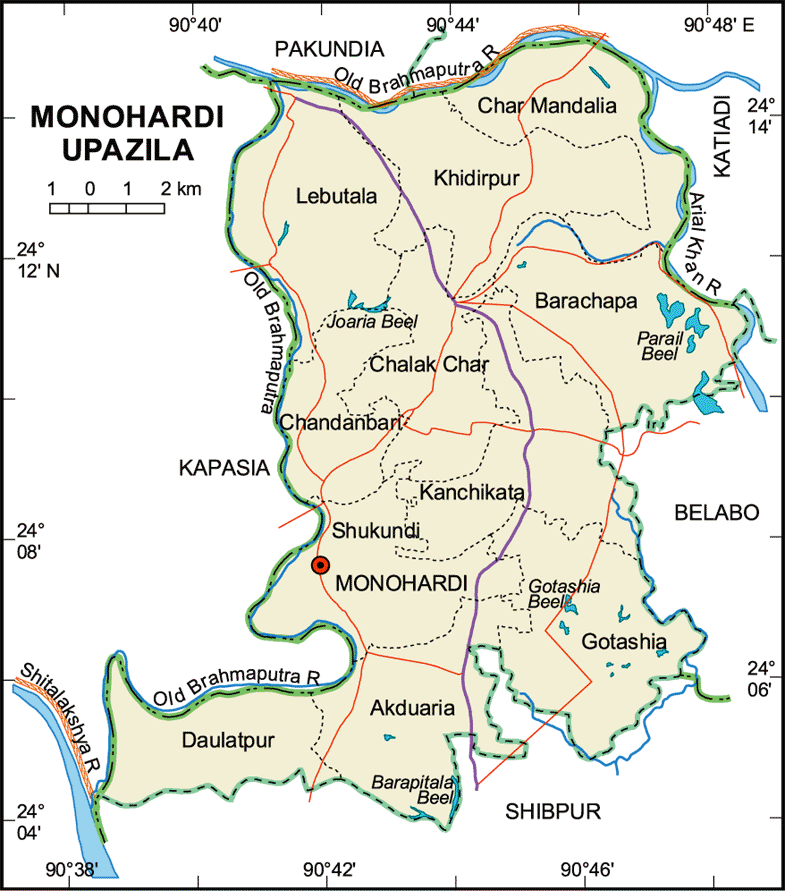 90°40'
90°44'
90°48' E
PAKUNDIA
Old Brahmaputra R
MONOHARDI
UPAZILA
Char Mandalia
KATIADI
24°
14'
1 0 1 2 km
Lebutala
Khidirpur
Arial Khan R
24°
12' N
Old Brahmaputra
Barachapa
Joaria Beel
Parail
Beel
Chalak Char
Chandanbari
KAPASIA
Kanchikata
BELABO
24°
08'
Shukundi
MONOHARDI
Gotashia
Beel
Gotashia
Shitalakshya R
Old Brahmaputra R
24°
06'
Akduaria
Daulatpur
Barapitala
Beel
SHIBPUR
24°
04'
90°38'
90°42'
90°46'